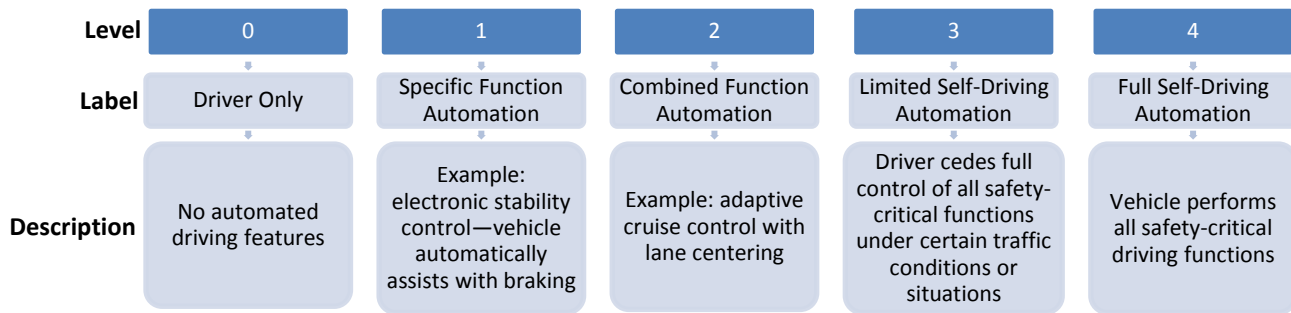 Level
0
1
2
3
4
Label
Driver Only
Specific Function
Automation
Combined Function
Automation
Limited Self-Driving
Automation
Full Self-Driving
Automation
Description
No automated
driving features
Example:
electronic stability
control—vehicle
automatically
assists with braking
Example: adaptive
cruise control with
lane centering
Driver cedes full
control of all safety-
critical functions
under certain traffic
conditions or
situations
Vehicle performs
all safety-critical
driving functions